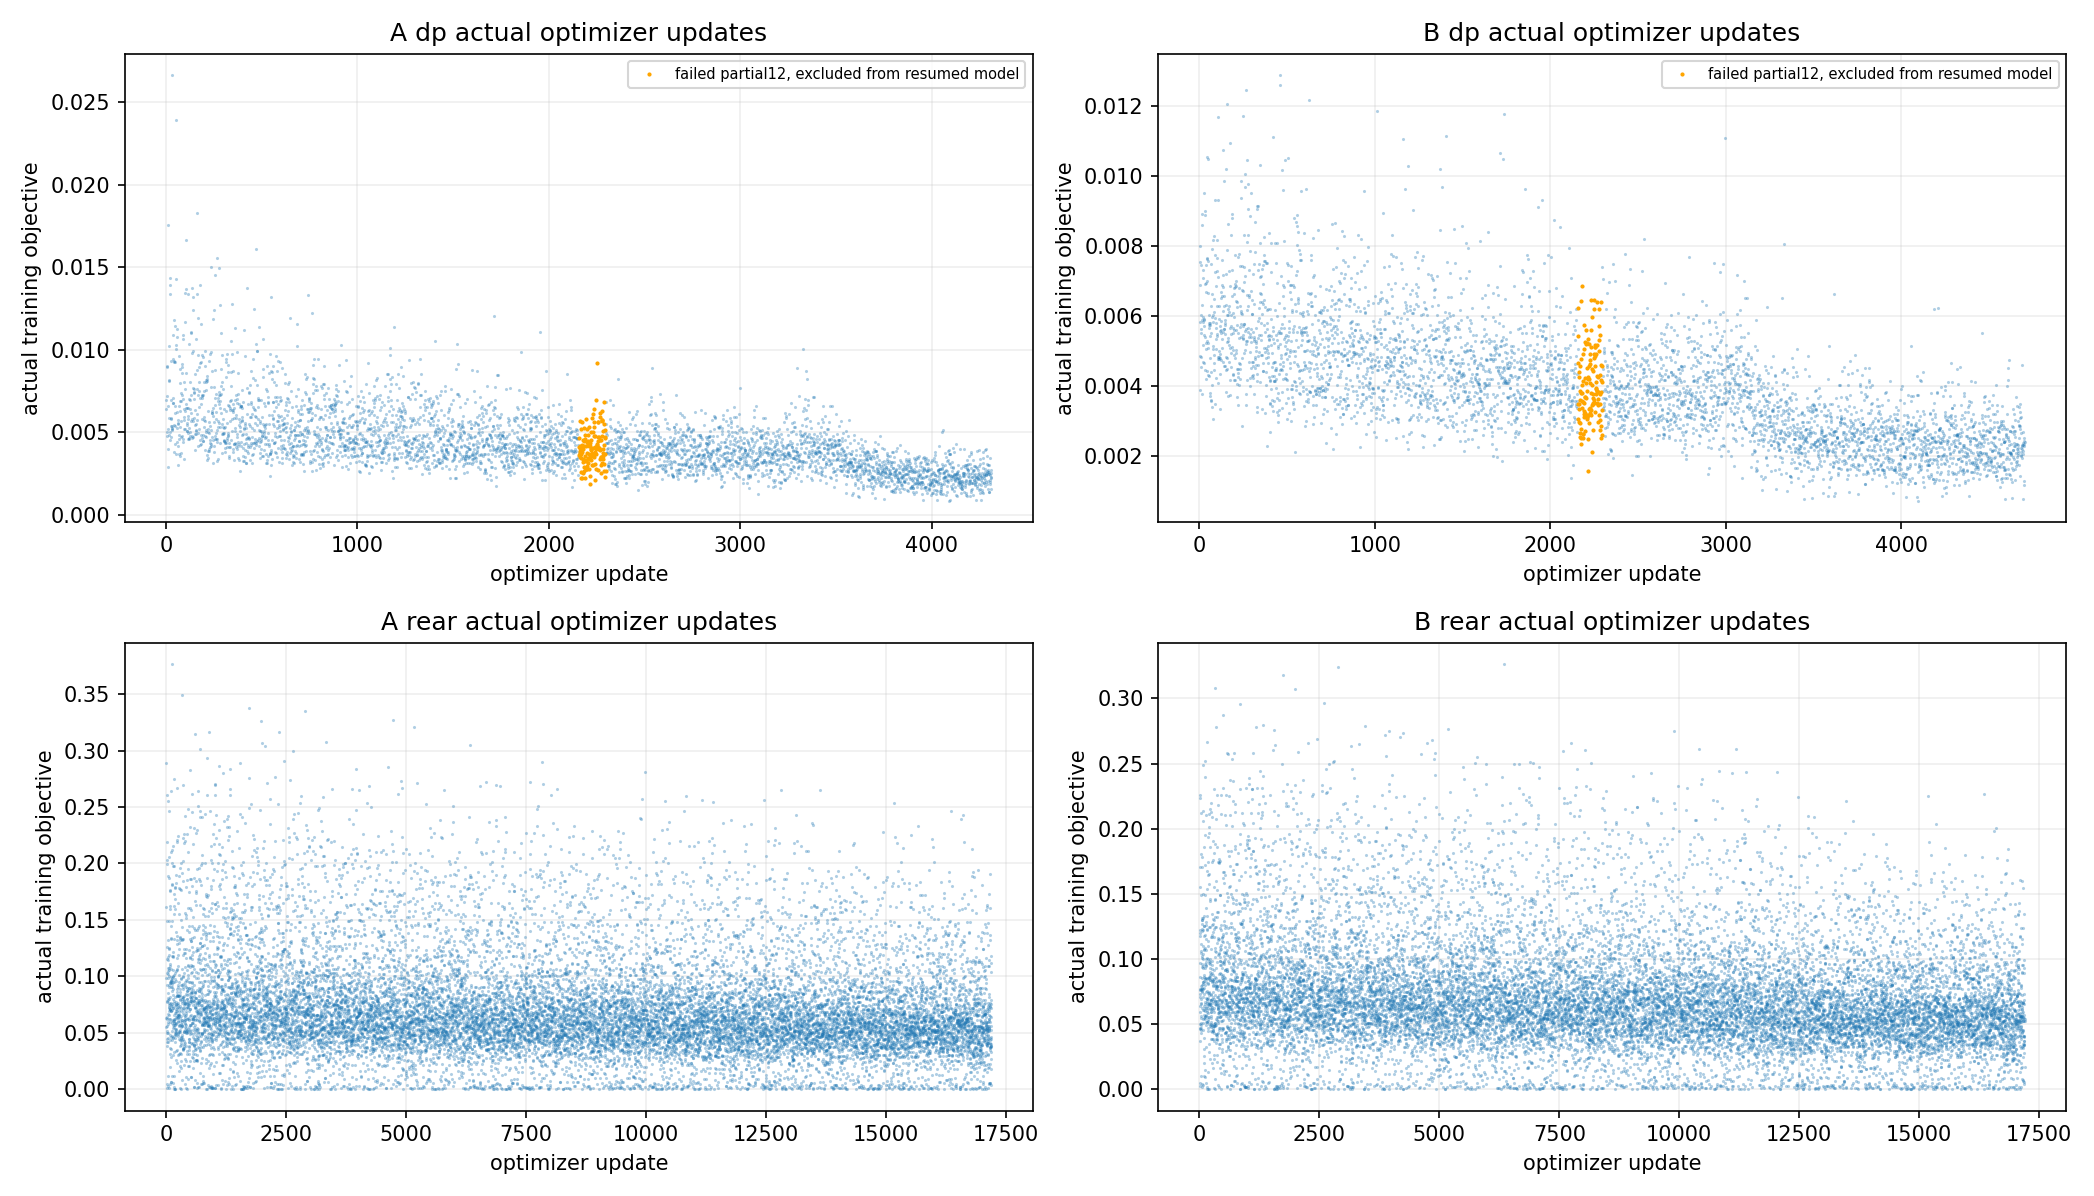 A dp actual optimizer updates
failed partial12, excluded from resumed model
actual training objective
0.025
0.020
0.015
0.010
0.005
0.000
0 1000 2000 3000 4000
optimizer update
B dp actual optimizer updates
failed partial12, excluded from resumed model
actual training objective
0.012
0.010
0.008
0.006
0.004
0.002
0 1000 2000 3000 4000
optimizer update
A rear actual optimizer updates
actual training objective
0.35
0.30
0.25
0.20
0.15
0.10
0.05
0.00
0 2500 5000 7500 10000 12500 15000 17500
optimizer update
B rear actual optimizer updates
actual training objective
0.30
0.25
0.20
0.15
0.10
0.05
0.00
0 2500 5000 7500 10000 12500 15000 17500
optimizer update